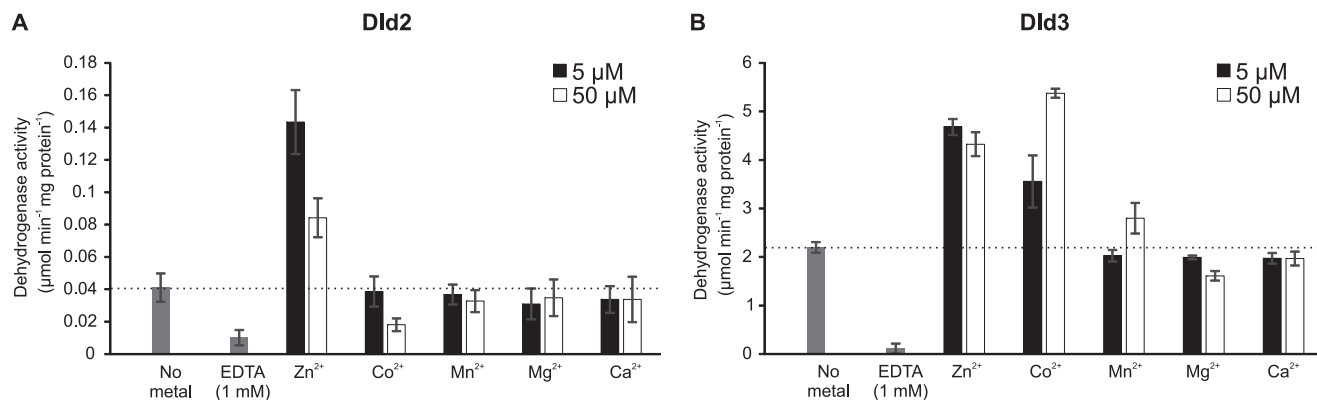 A
Dld2
Dehydrogenase activity
(µmol min⁻¹ mg protein⁻¹)
0.18
0.16
0.14
0.12
0.1
0.08
0.06
0.04
0.02
0
5 µM
50 µM
No
metal
EDTA
(1 mM)
Zn²⁺
Co²⁺
Mn²⁺
Mg²⁺
Ca²⁺
B
Dld3
Dehydrogenase activity
(µmol min⁻¹ mg protein⁻¹)
6
5
4
3
2
1
0
5 µM
50 µM
No
metal
EDTA
(1 mM)
Zn²⁺
Co²⁺
Mn²⁺
Mg²⁺
Ca²⁺